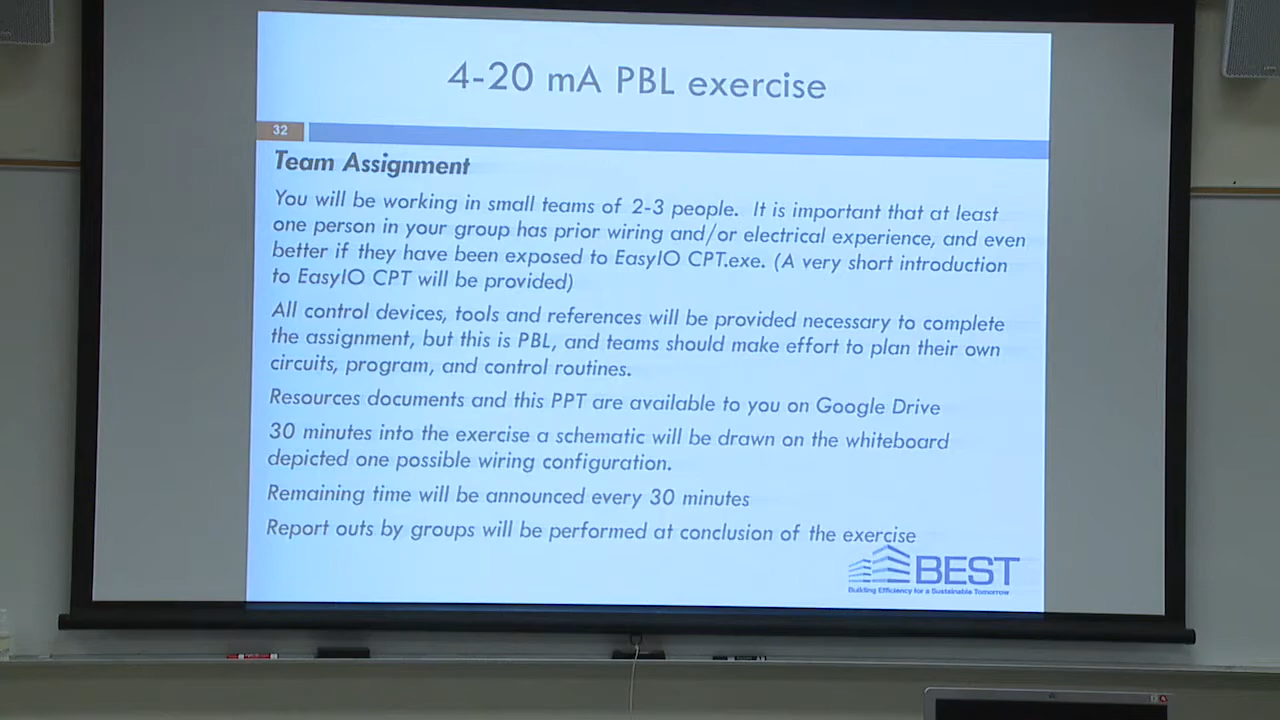 4-20 mA PBL exercise
32
Team Assignment
You will be working in small teams of 2-3 people. It is important that at least
one person in your group has prior wiring and/or electrical experience, and even
better if they have been exposed to EasyIO CPT.exe. (A very short introduction
to EasyIO CPT will be provided)
All control devices, tools and references will be provided necessary to complete
the assignment, but this is PBL, and teams should make effort to plan their own
circuits, program, and control routines.
Resources documents and this PPT are available to you on Google Drive
30 minutes into the exercise a schematic will be drawn on the whiteboard
depicted one possible wiring configuration.
Remaining time will be announced every 30 minutes
Report outs by groups will be performed at conclusion of the exercise
BEST
Building Efficiency for a Sustainable Tomorrow